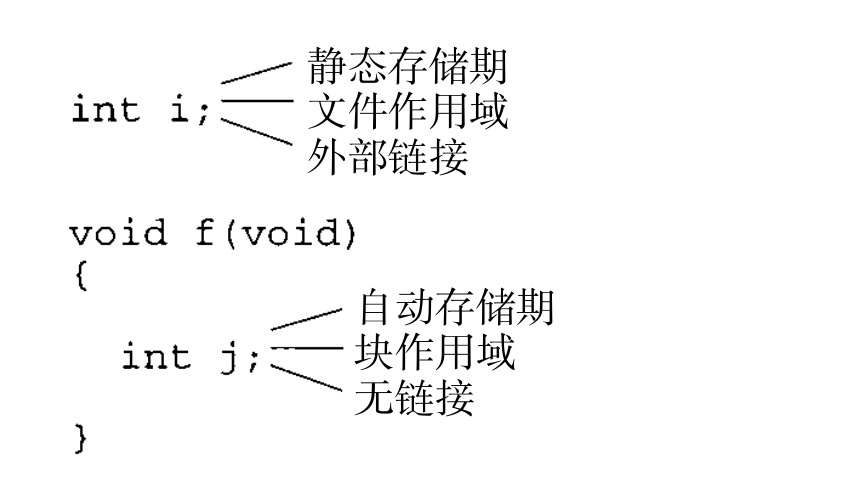 静态存储期
int i; 文件作用域
外部链接
void f(void)
{
自动存储期
int j; 块作用域
无链接
}